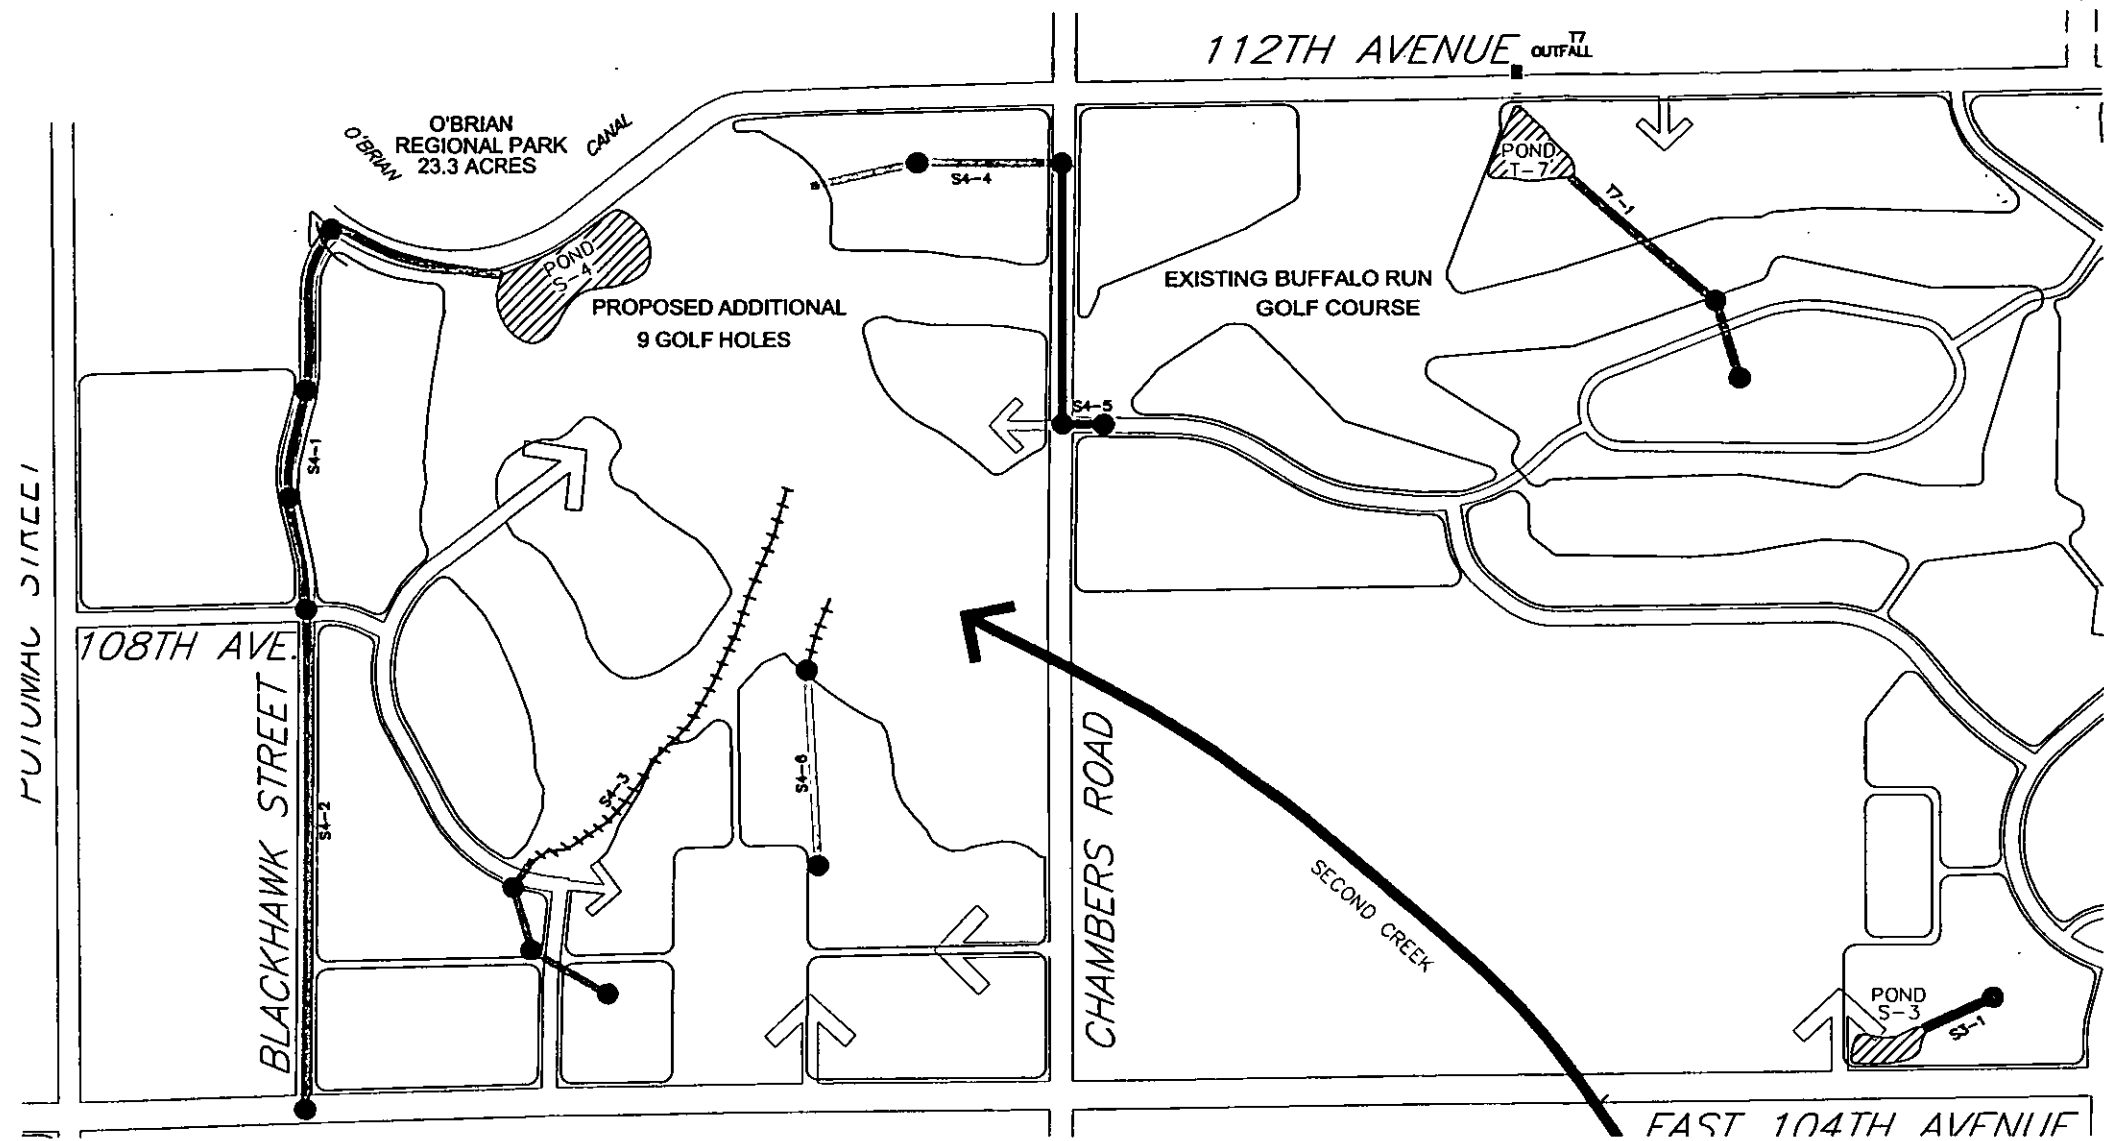 112TH AVENUE
T7
OUTFALL
O'BRIAN
REGIONAL PARK
23.3 ACRES
O'BRIAN
CANAL
POND
T-7
S4-4
T7-1
POND
S-4
PROPOSED ADDITIONAL
9 GOLF HOLES
EXISTING BUFFALO RUN
GOLF COURSE
S4-5
S4-1
POTOMAC STREET
108TH AVE.
BLACKHAWK STREET
S4-2
S4-3
S4-6
CHAMBERS ROAD
SECOND CREEK
POND
S-3
S3-1
EAST 104TH AVENUE